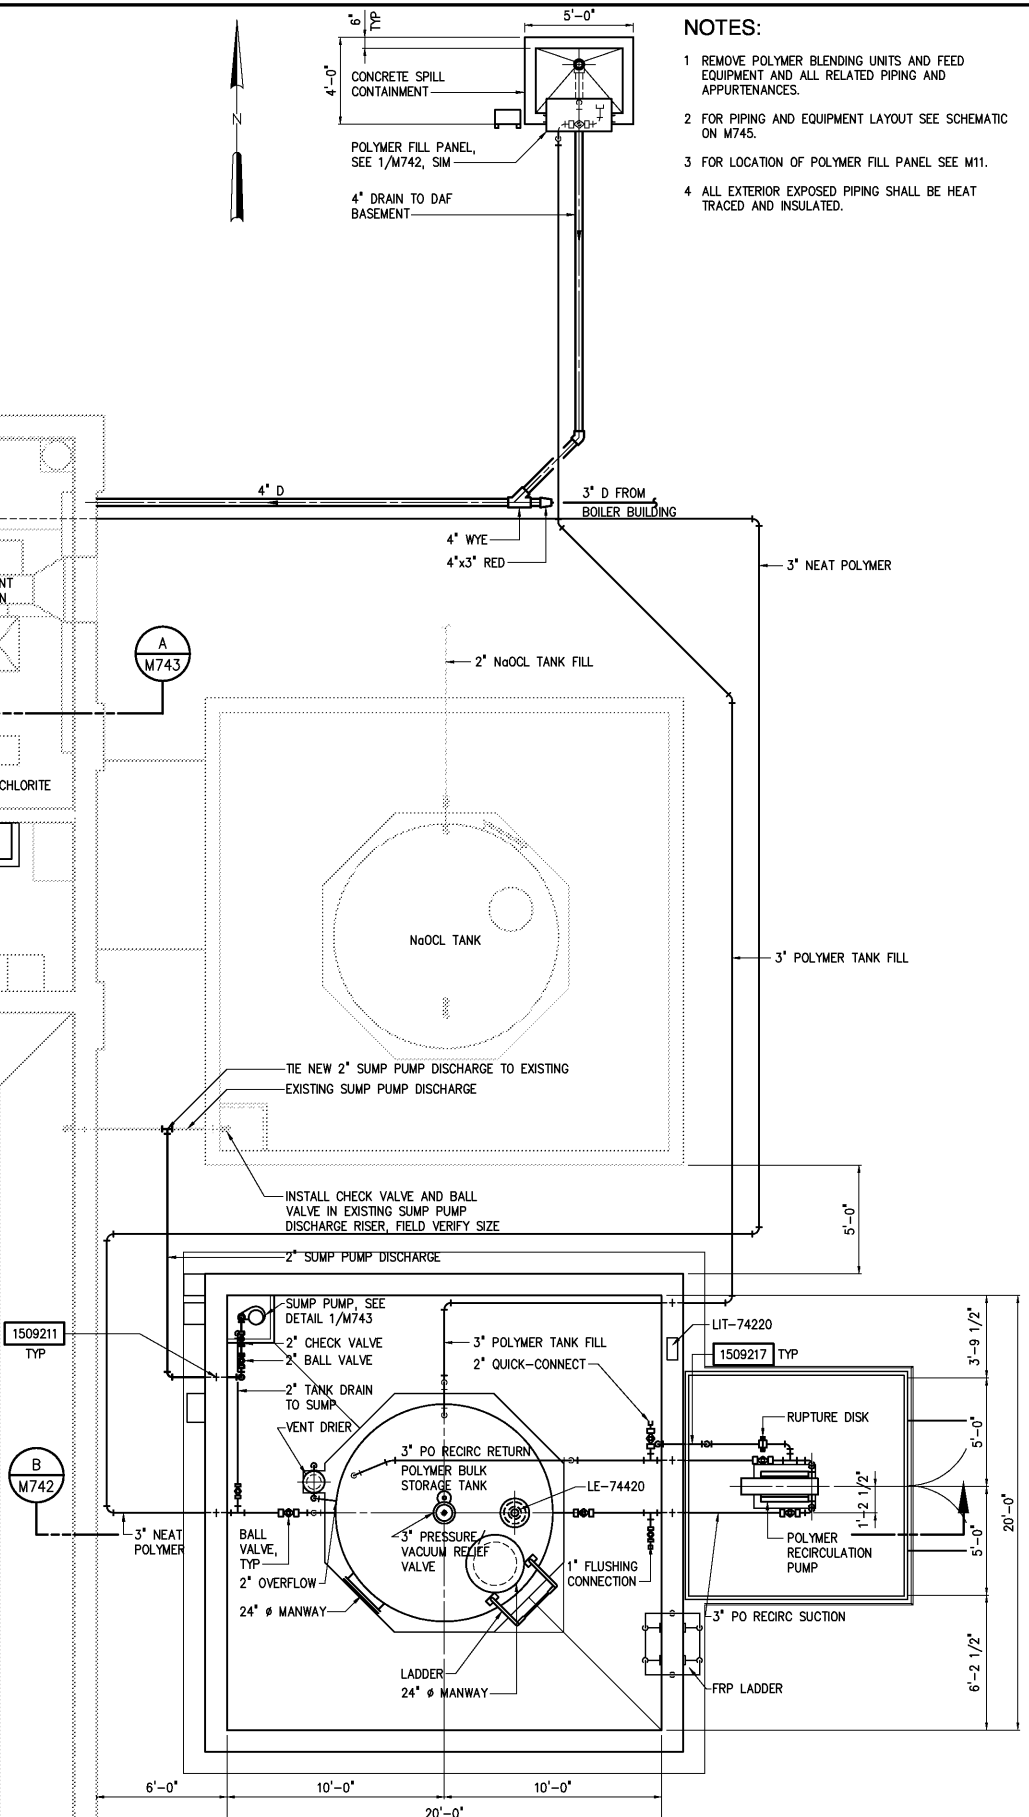 NOTES:
1 REMOVE POLYMER BLENDING UNITS AND FEED
EQUIPMENT AND ALL RELATED PIPING AND
APPURTENANCES.
2 FOR PIPING AND EQUIPMENT LAYOUT SEE SCHEMATIC
ON M745.
3 FOR LOCATION OF POLYMER FILL PANEL SEE M11.
4 ALL EXTERIOR EXPOSED PIPING SHALL BE HEAT
TRACED AND INSULATED.
6"
TYP
5'-0"
4'-0"
N
CONCRETE SPILL
CONTAINMENT
POLYMER FILL PANEL,
SEE 1/M742, SIM
4" DRAIN TO DAF
BASEMENT
4" D
3" D FROM
BOILER BUILDING
4" WYE
4"x3" RED
3" NEAT POLYMER
NT
N
A
M743
2" NaOCL TANK FILL
CHLORITE
NaOCL TANK
3" POLYMER TANK FILL
TIE NEW 2" SUMP PUMP DISCHARGE TO EXISTING
EXISTING SUMP PUMP DISCHARGE
INSTALL CHECK VALVE AND BALL
VALVE IN EXISTING SUMP PUMP
DISCHARGE RISER, FIELD VERIFY SIZE
5'-0"
2" SUMP PUMP DISCHARGE
SUMP PUMP, SEE
DETAIL 1/M743
1509211
TYP
2" CHECK VALVE
2" BALL VALVE
2" TANK DRAIN
TO SUMP
VENT DRIER
3" POLYMER TANK FILL
2" QUICK-CONNECT
LIT-74220
1509217 TYP
3'-9 1/2"
RUPTURE DISK
5'-0"
3" PO RECIRC RETURN
POLYMER BULK
STORAGE TANK
LE-74420
B
M742
1'-2 1/2"
20'-0"
3" NEAT
POLYMER
BALL
VALVE,
TYP
3" PRESSURE/
VACUUM RELIEF
VALVE
POLYMER
RECIRCULATION
PUMP
5'-0"
2" OVERFLOW
1" FLUSHING
CONNECTION
24" ø MANWAY
3" PO RECIRC SUCTION
6'-2 1/2"
LADDER
24" ø MANWAY
FRP LADDER
6'-0"
10'-0"
10'-0"
20'-0"